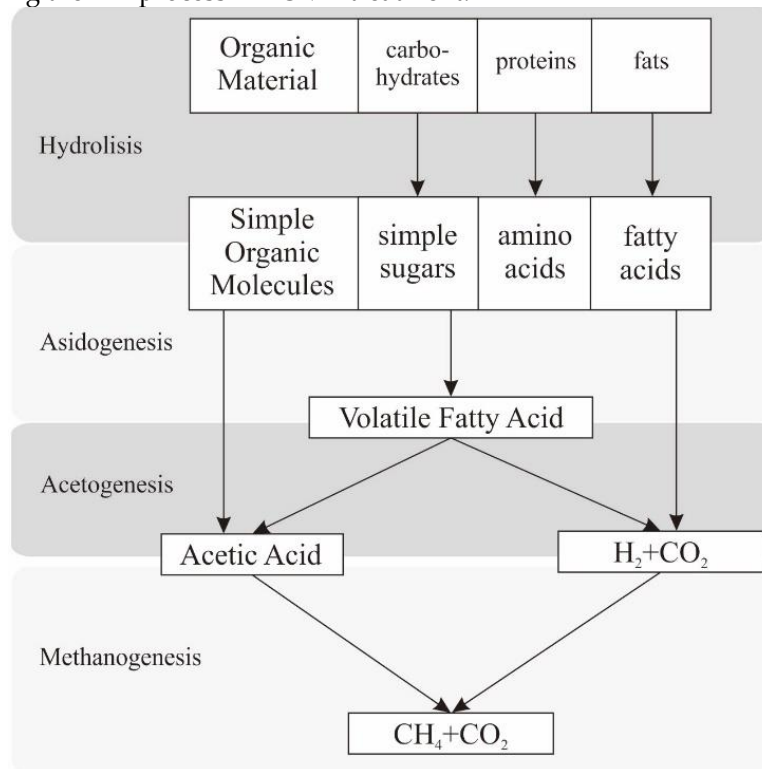 Organic
Material
carbo-
hydrates
proteins
fats
Hydrolisis
Simple
Organic
Molecules
simple
sugars
amino
acids
fatty
acids
Asidogenesis
Volatile Fatty Acid
Acetogenesis
Acetic Acid
H₂+CO₂
Methanogenesis
CH₄+CO₂